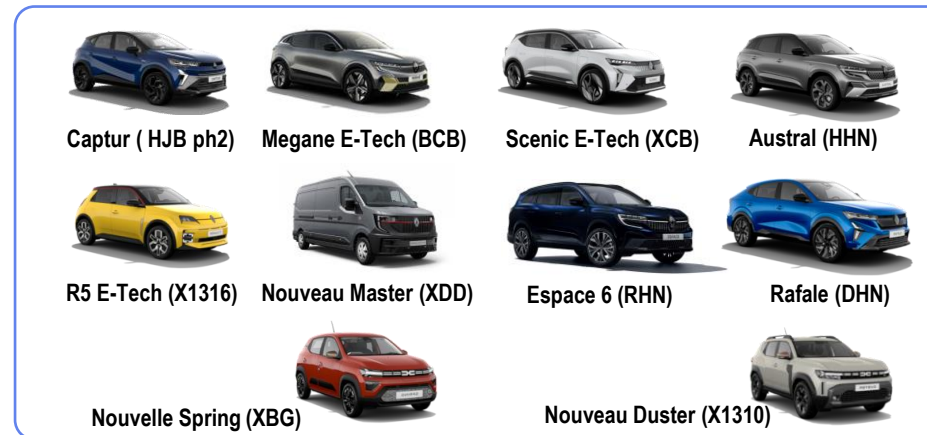 Captur ( HJB ph2)
Megane E-Tech (BCB)
Scenic E-Tech (XCB)
Austral (HHN)
R5 E-Tech (X1316)
Nouveau Master (XDD)
Espace 6 (RHN)
Rafale (DHN)
Nouvelle Spring (XBG)
Nouveau Duster (X1310)